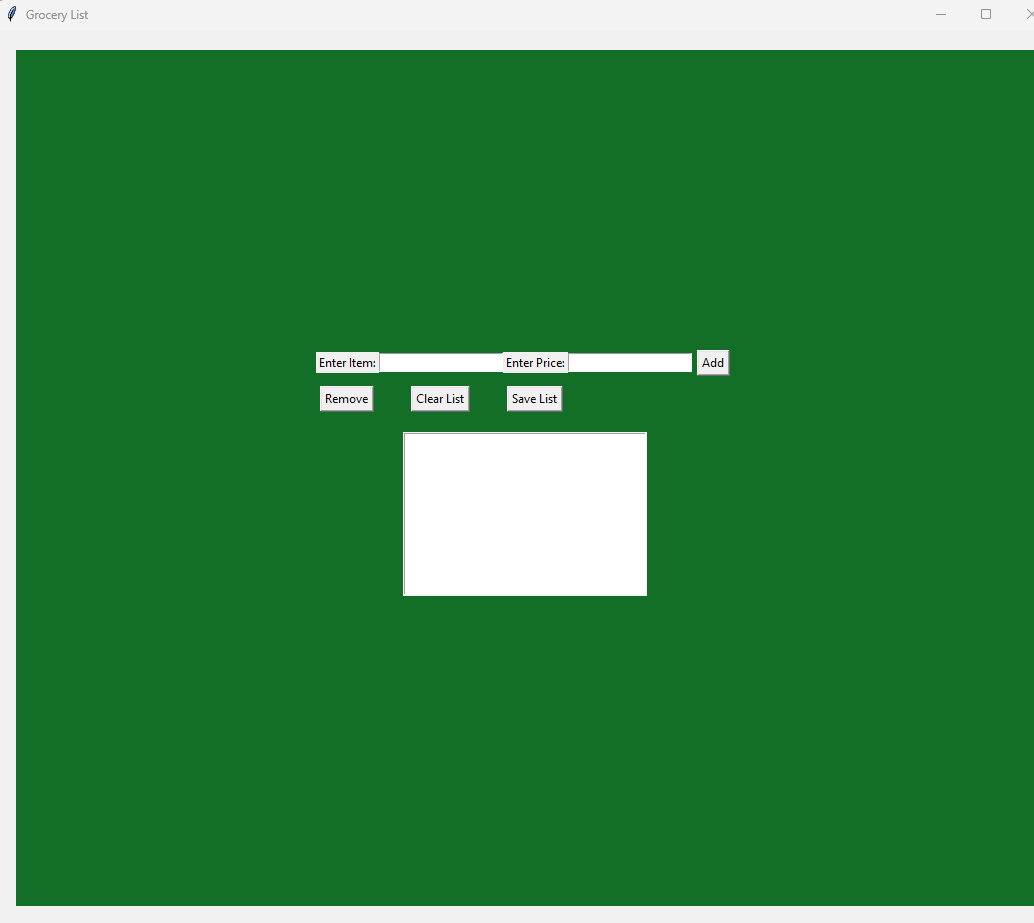 Grocery List
Enter Item: Enter Price: Add
Remove Clear List Save List